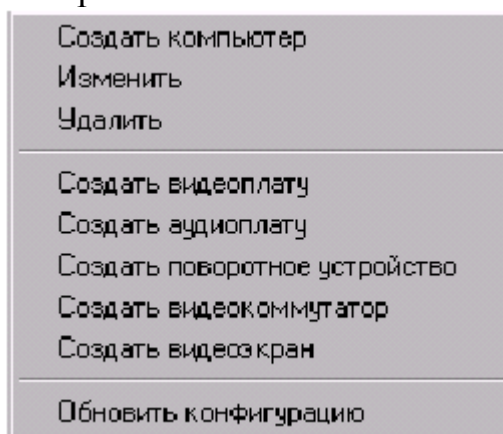 Создать компьютер
Изменить
Удалить
Создать видеоплату
Создать аудиоплату
Создать поворотное устройство
Создать видеокоммутатор
Создать видеоэкран
Обновить конфигурацию